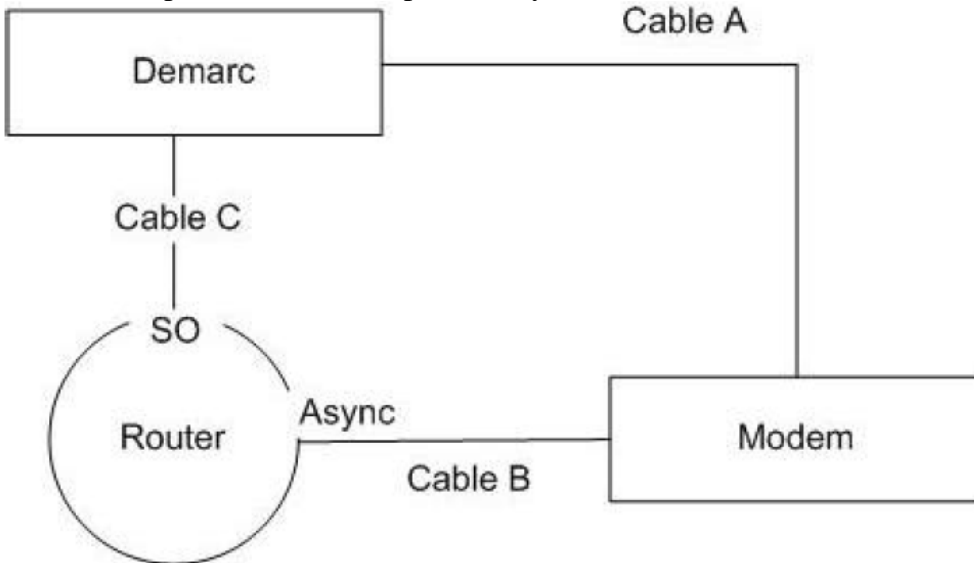 Cable A
Demarc
Cable C
SO
Async
Router
Modem
Cable B